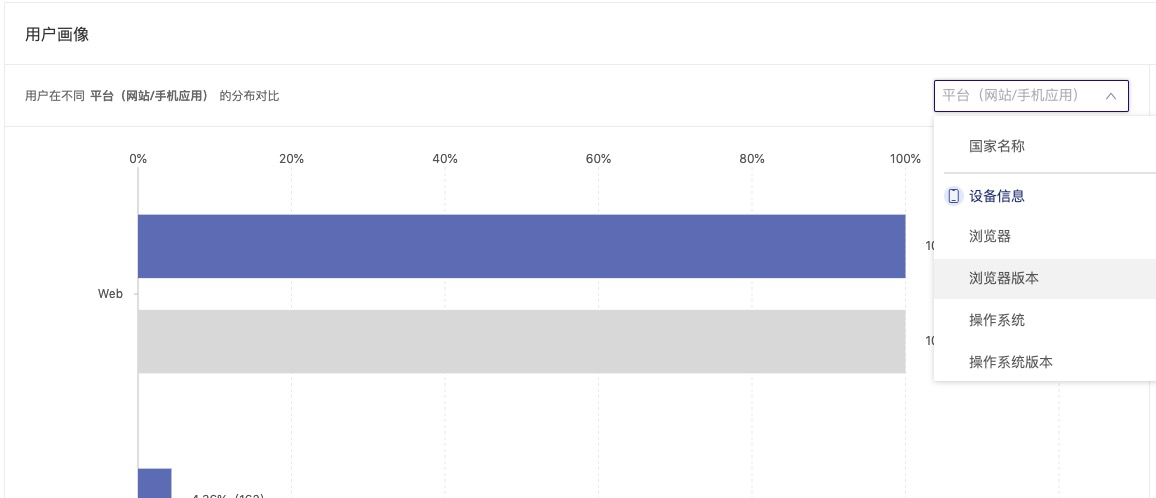 用户画像
用户在不同 平台（网站/手机应用） 的分布对比
平台（网站/手机应用）
国家名称
设备信息
浏览器
浏览器版本
操作系统
操作系统版本
0% 20% 40% 60% 80% 100%
Web